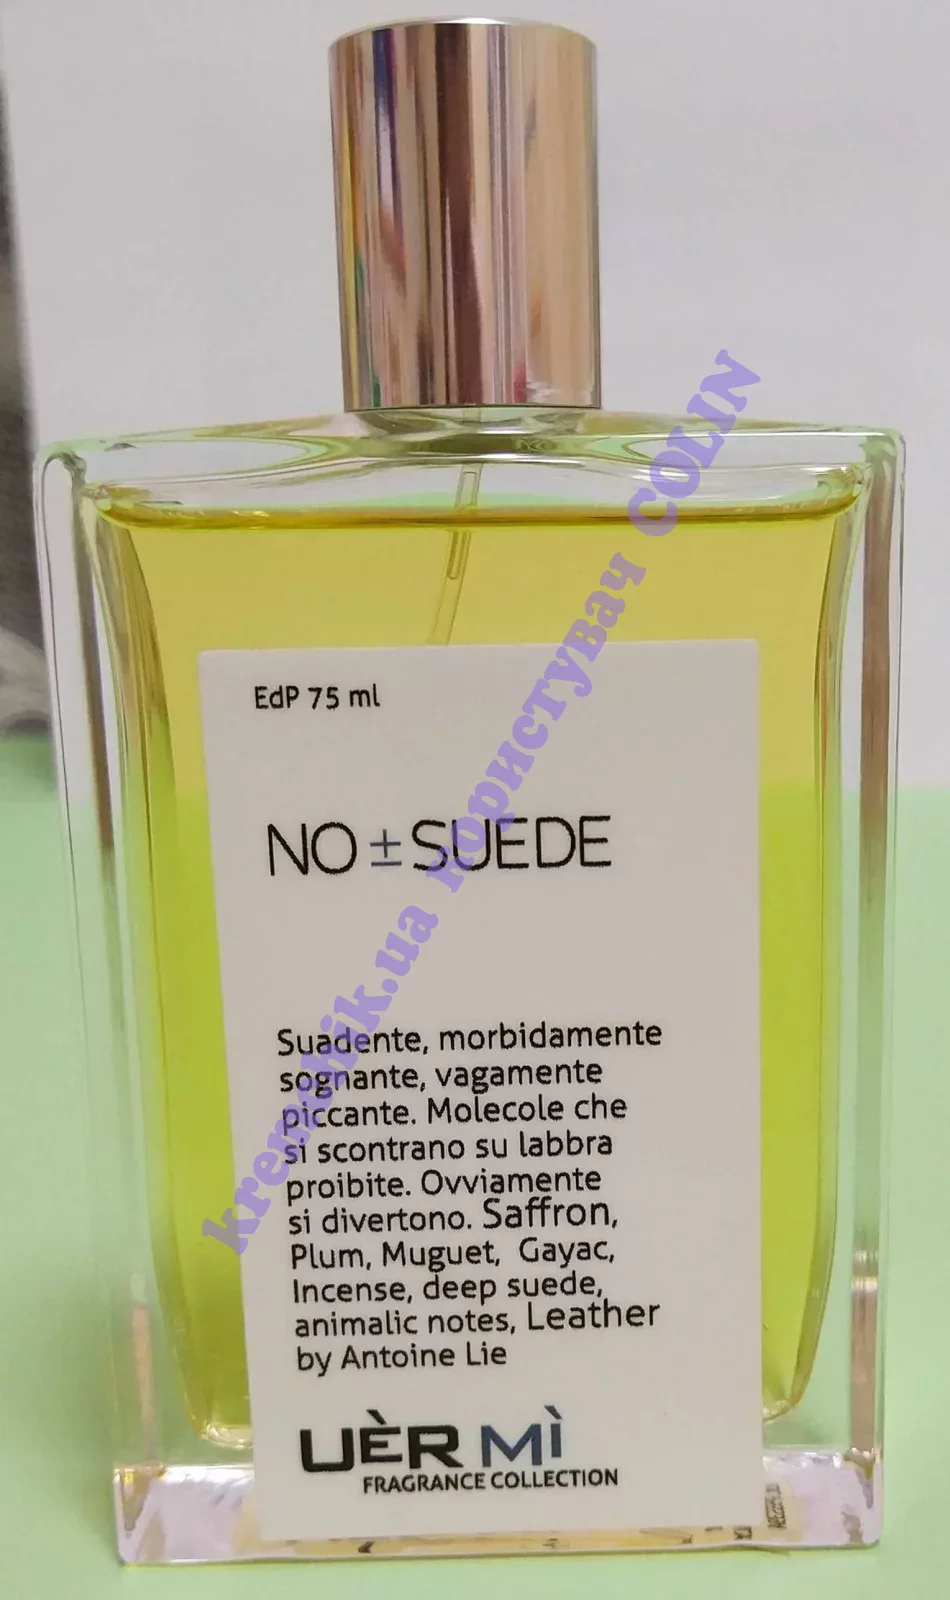 EdP 75 ml
NO ± SUEDE
Suadente, morbidamente
sognante, vagamente
piccante. Molecole che
si scontrano su labbra
proibite. Ovviamente
si divertono. Saffron,
Plum, Muguet, Gayac,
Incense, deep suede,
animalic notes, Leather
by Antoine Lie
UÈR MÌ
FRAGRANCE COLLECTION
kremchik.ua користувач COLIN